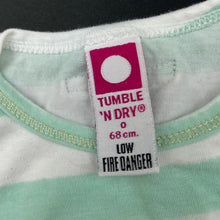 TUMBLE
'N DRY®
0
68 cm.
LOW
FIRE DANGER